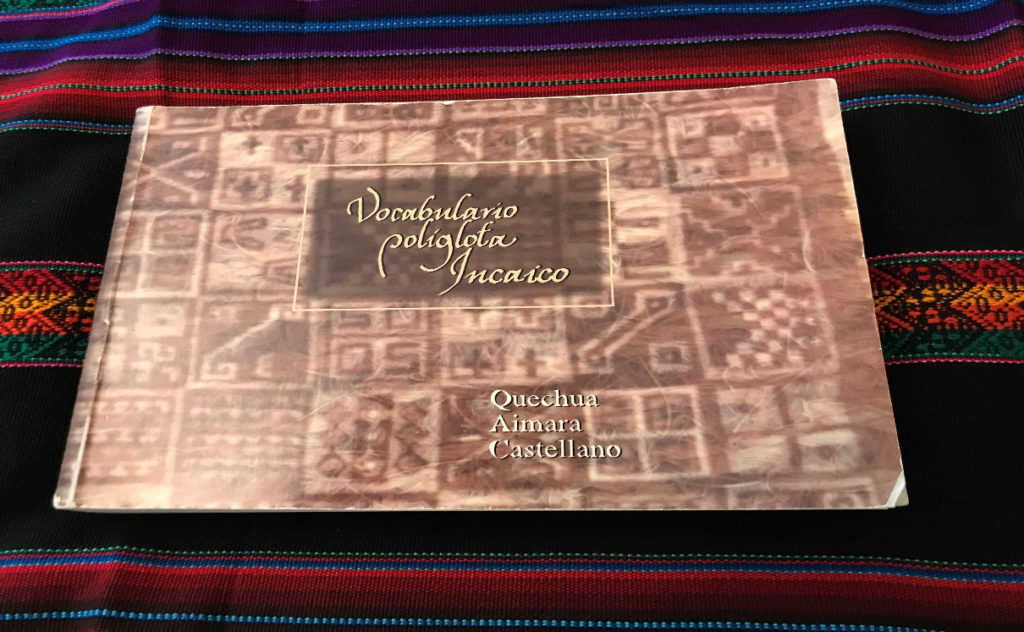 Vocabulario
políglota
Incaico
Quechua
Aimara
Castellano